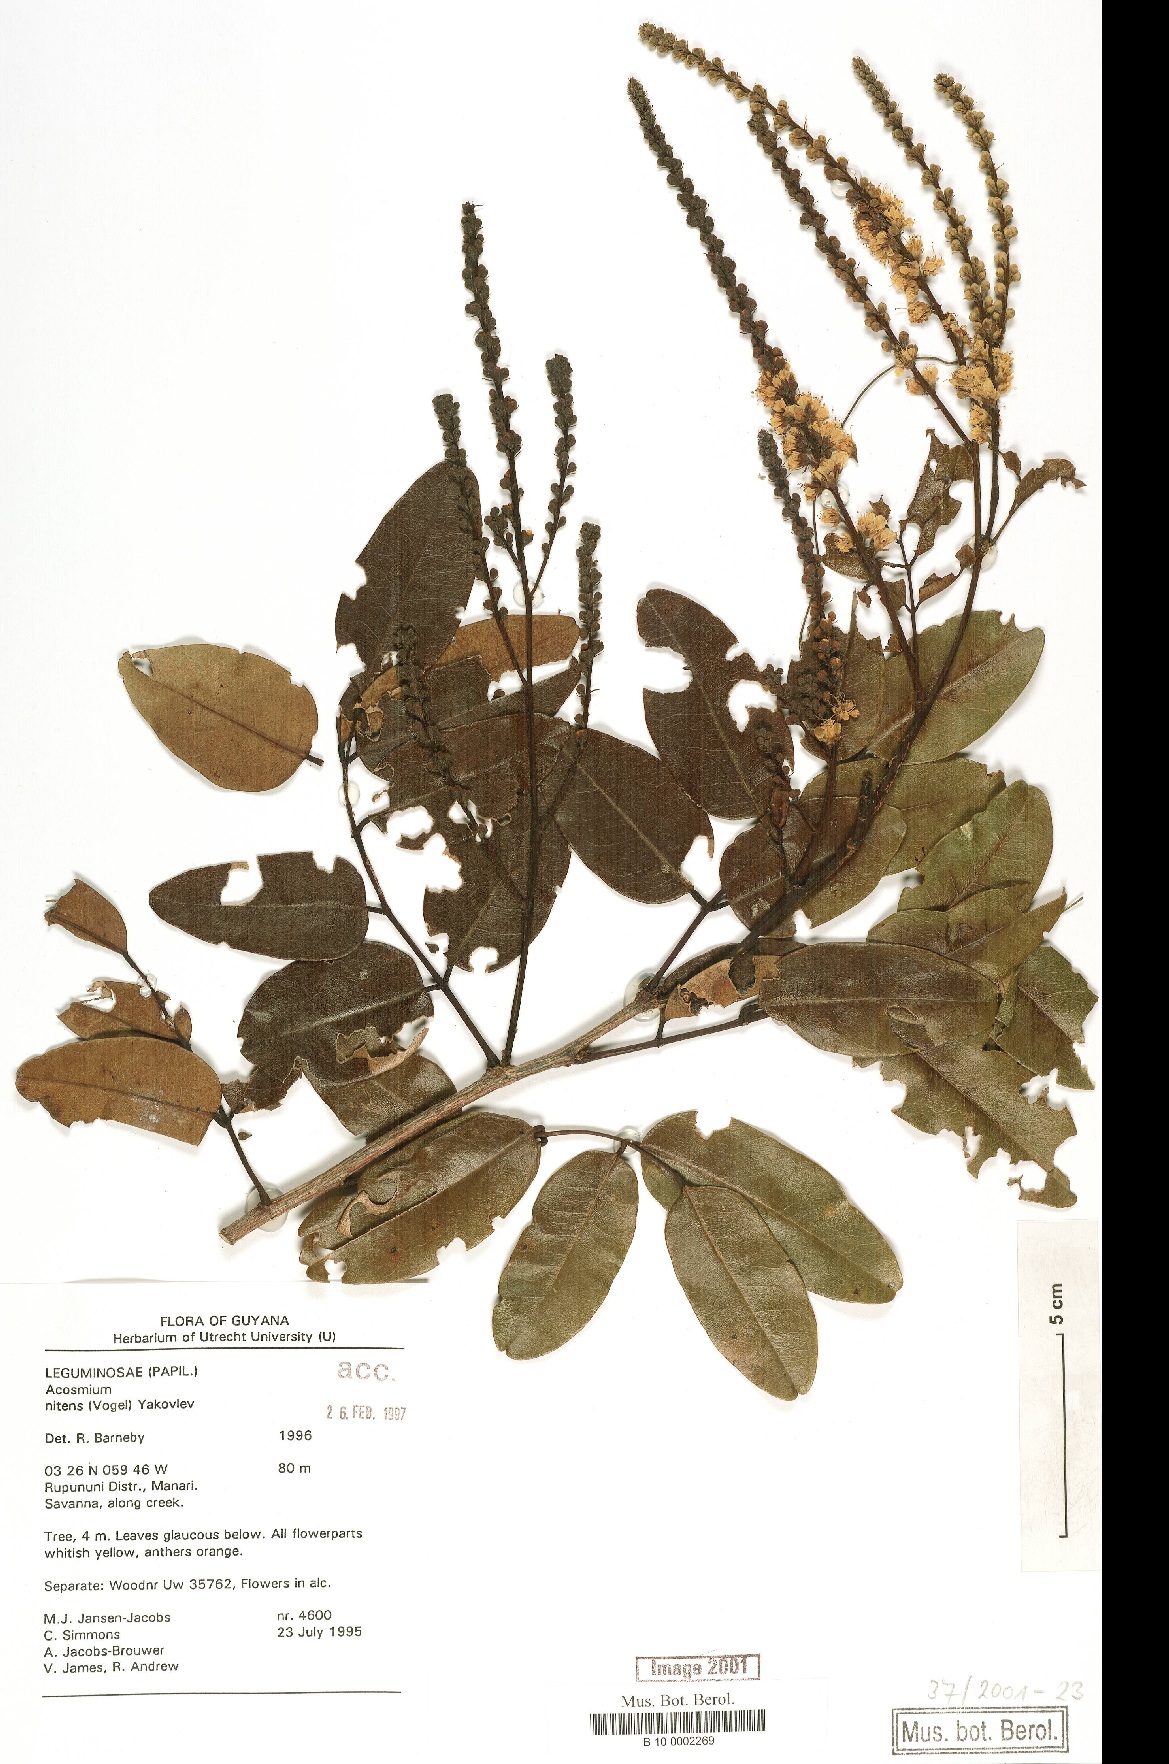 5 cm
FLORA OF GUYANA
Herbarium of Utrecht University (U)
LEGUMINOSAE (PAPIL.)
acc.
Acosmium
nitens (Vogel) Yakovlev
26. FEB. 1997
Det. R. Barneby 1996
03 26 N 059 46 W 80 m
Rupununi Distr., Manari.
Savanna, along creek.
Tree, 4 m. Leaves glaucous below. All flowerparts
whitish yellow, anthers orange.
Separate: Woodnr Uw 35762, Flowers in alc.
M.J. Jansen-Jacobs nr. 4600
C. Simmons 23 July 1995
A. Jacobs-Brouwer
V. James, R. Andrew
Image 2001
Mus. Bot. Berol.
B 10 0002269
37/2001-23
Mus. bot. Berol.